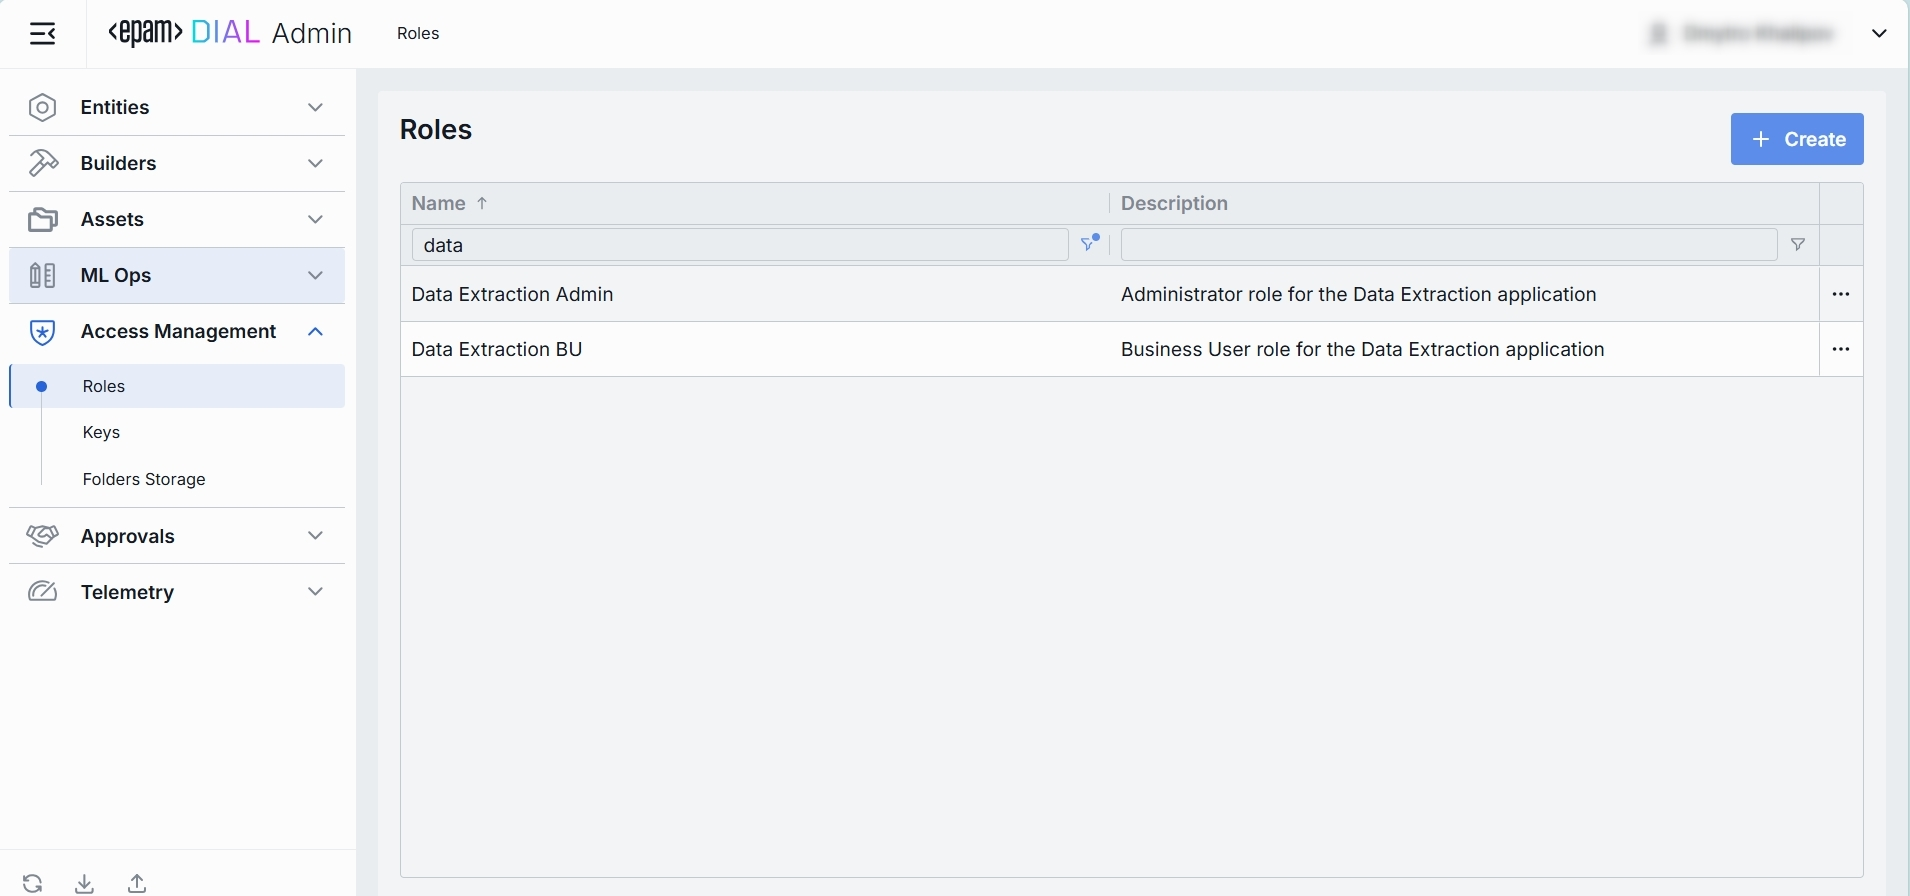 <epam> DIAL Admin
Roles
Entities
Builders
Assets
ML Ops
Access Management
Roles
Keys
Folders Storage
Approvals
Telemetry
Roles
+ Create
Name ↑ Description
data
Data Extraction Admin Administrator role for the Data Extraction application
Data Extraction BU Business User role for the Data Extraction application